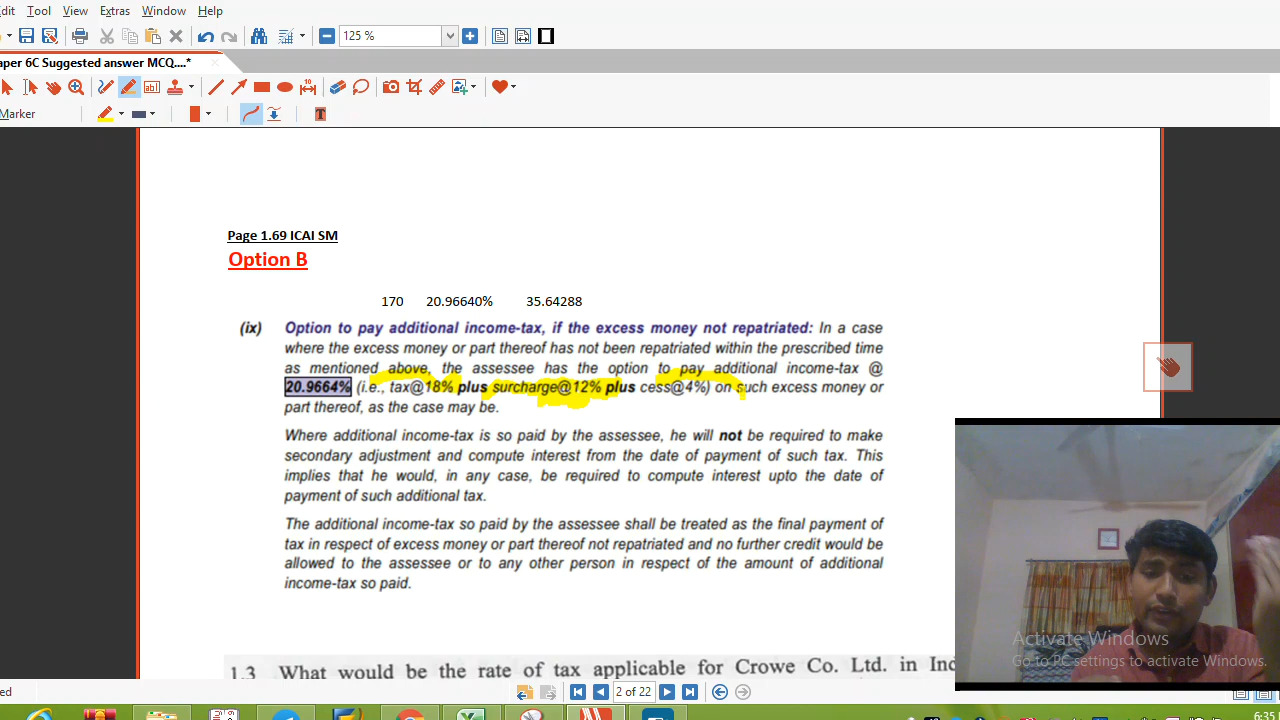 dit Tool View Extras Window Help
125 %
aper 6C Suggested answer MCQ....*
10
Marker
T
Page 1.69 ICAI SM
Option B
170 20.96640% 35.64288
(ix) Option to pay additional income-tax, if the excess money not repatriated: In a case
where the excess money or part thereof has not been repatriated within the prescribed time
as mentioned above, the assessee has the option to pay additional income-tax @
20.9664% (i.e., tax@18% plus surcharge@12% plus cess@4%) on such excess money or
part thereof, as the case may be.
Where additional income-tax is so paid by the assessee, he will not be required to make
secondary adjustment and compute interest from the date of payment of such tax. This
implies that he would, in any case, be required to compute interest upto the date of
payment of such additional tax.
The additional income-tax so paid by the assessee shall be treated as the final payment of
tax in respect of excess money or part thereof not repatriated and no further credit would be
allowed to the assessee or to any other person in respect of the amount of additional
income-tax so paid.
Activate Windows
Go to PC settings to activate Windows.
1.3 What would be the rate of tax applicable for Crowe Co. Ltd. in Ind
ed
2 of 22
6:35